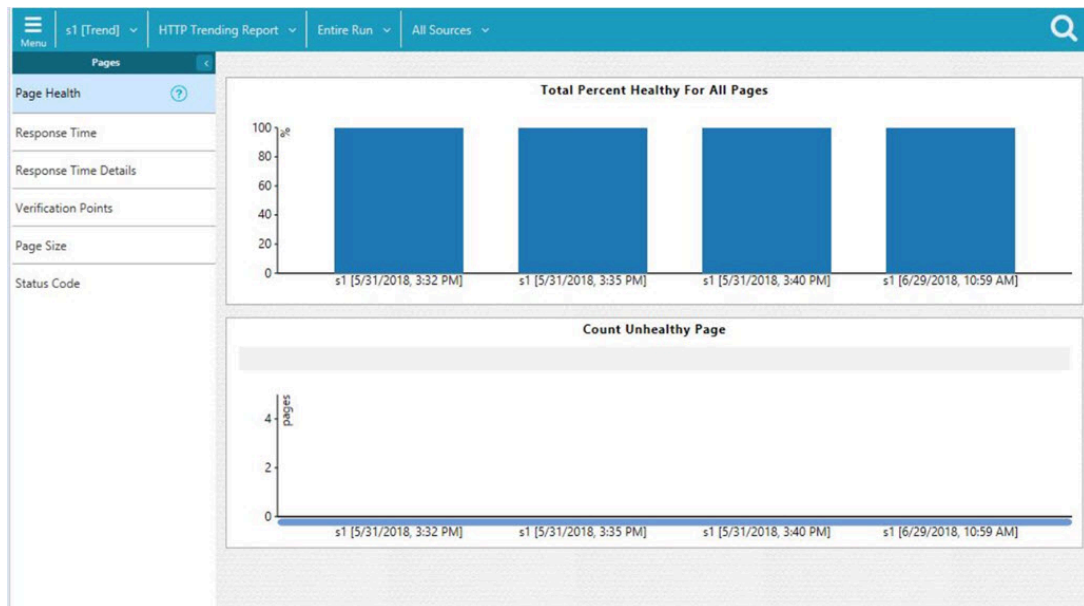 Menu
s1 [Trend]
HTTP Trending Report
Entire Run
All Sources
Pages
Page Health
?
Response Time
Response Time Details
Verification Points
Page Size
Status Code
Total Percent Healthy For All Pages
%
100
80
60
40
20
0
s1 [5/31/2018, 3:32 PM] s1 [5/31/2018, 3:35 PM] s1 [5/31/2018, 3:40 PM] s1 [6/29/2018, 10:59 AM]
Count Unhealthy Page
pages
4
2
0
s1 [5/31/2018, 3:32 PM] s1 [5/31/2018, 3:35 PM] s1 [5/31/2018, 3:40 PM] s1 [6/29/2018, 10:59 AM]